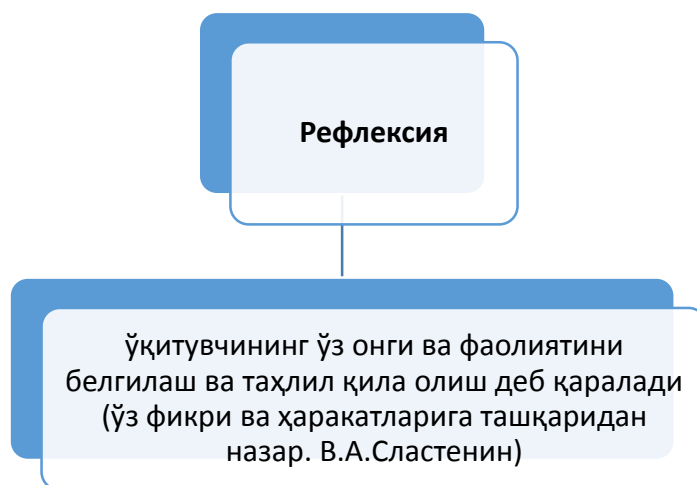 Рефлексия
ўқитувчининг ўз онги ва фаолиятини
белгилаш ва таҳлил қила олиш деб қаралади
(ўз фикри ва ҳаракатларига ташқаридан
назар. В.А.Сластенин)